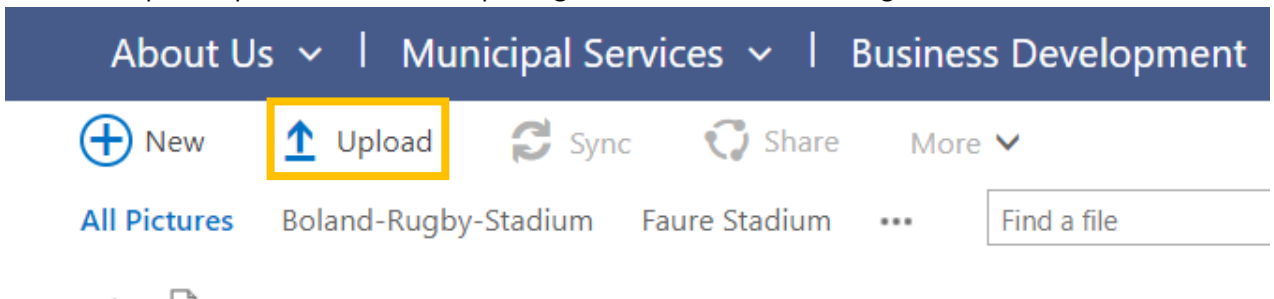 About Us | Municipal Services | Business Development
New Upload Sync Share More
All Pictures Boland-Rugby-Stadium Faure Stadium ••• Find a file